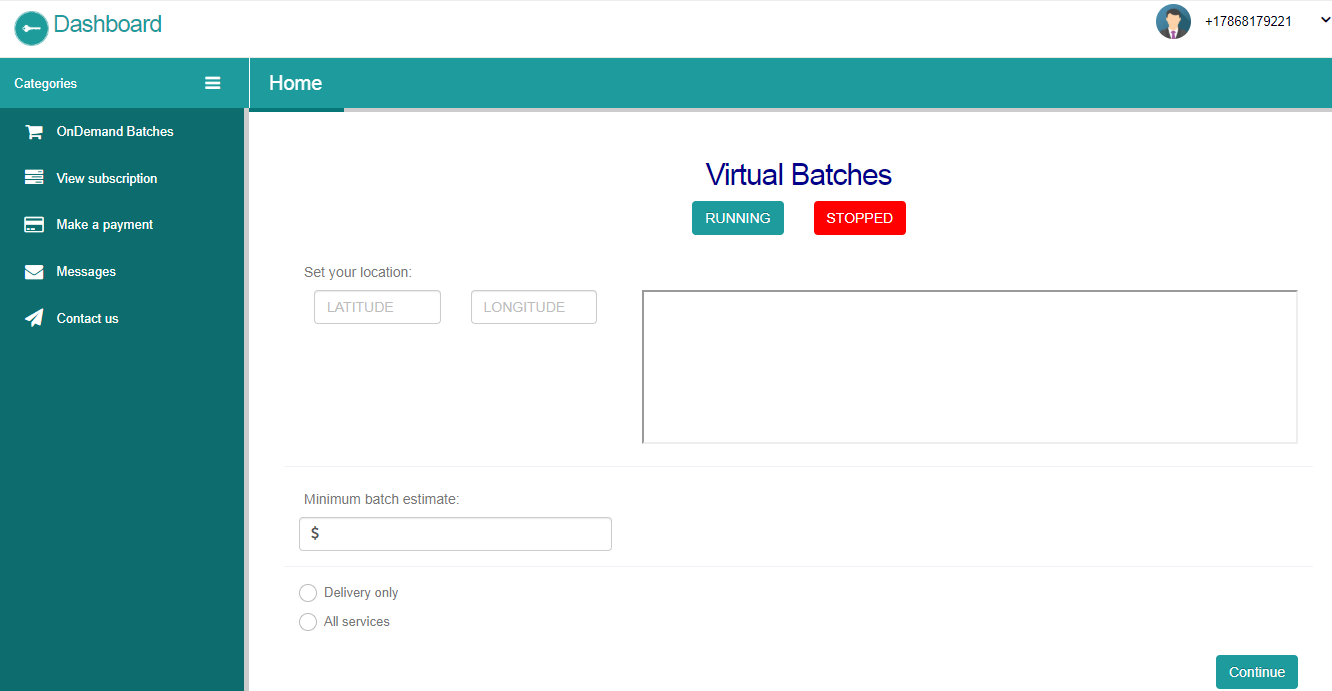 Dashboard
+17868179221
Categories
Home
OnDemand Batches
View subscription
Make a payment
Messages
Contact us
Virtual Batches
RUNNING STOPPED
Set your location:
LATITUDE LONGITUDE
Minimum batch estimate:
$
Delivery only
All services
Continue